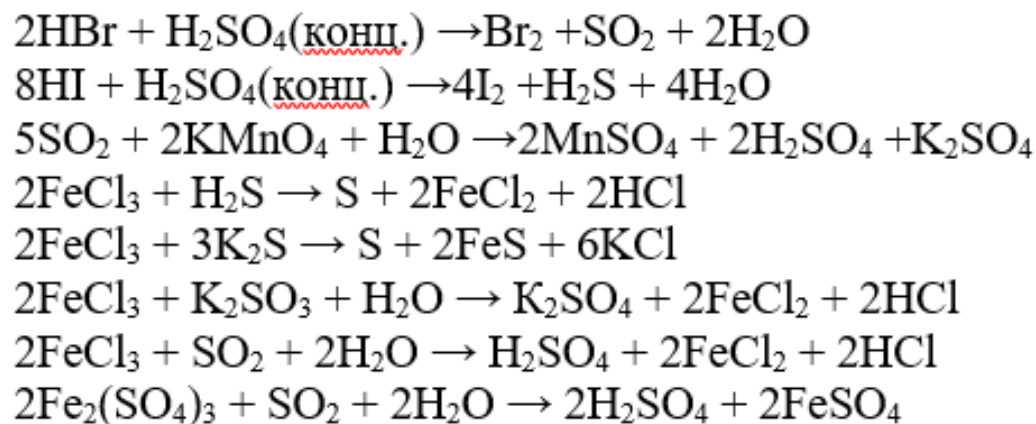 2HBr + H₂SO₄(конц.) →Br₂ +SO₂ + 2H₂O
8HI + H₂SO₄(конц.) →4I₂ +H₂S + 4H₂O
5SO₂ + 2KMnO₄ + H₂O →2MnSO₄ + 2H₂SO₄ +K₂SO₄
2FeCl₃ + H₂S → S + 2FeCl₂ + 2HCl
2FeCl₃ + 3K₂S → S + 2FeS + 6KCl
2FeCl₃ + K₂SO₃ + H₂O → K₂SO₄ + 2FeCl₂ + 2HCl
2FeCl₃ + SO₂ + 2H₂O → H₂SO₄ + 2FeCl₂ + 2HCl
2Fe₂(SO₄)₃ + SO₂ + 2H₂O → 2H₂SO₄ + 2FeSO₄